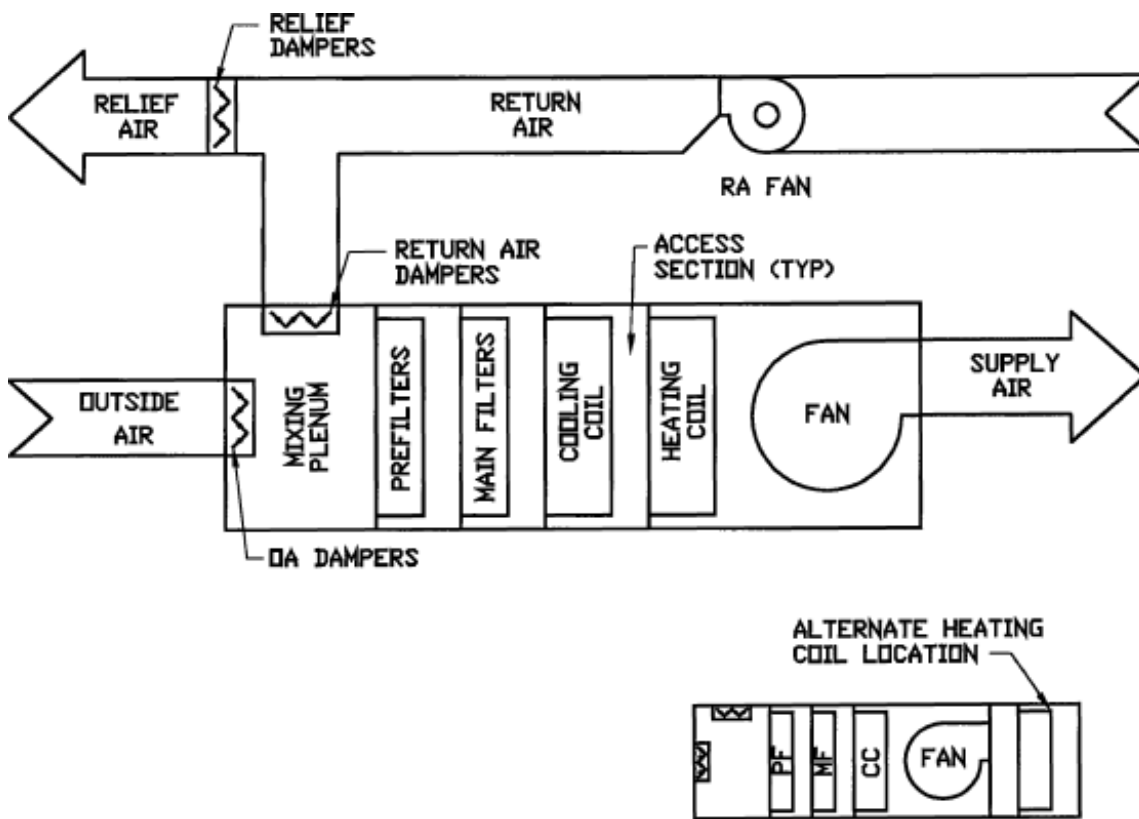 RELIEF
DAMPERS
RELIEF
AIR
RETURN
AIR
RA FAN
RETURN AIR
DAMPERS
ACCESS
SECTION (TYP)
OUTSIDE
AIR
MIXING
PLENUM
PREFILTERS
MAIN FILTERS
COOLING
COIL
HEATING
COIL
FAN
SUPPLY
AIR
OA DAMPERS
ALTERNATE HEATING
COIL LOCATION
PF
MF
CC
FAN